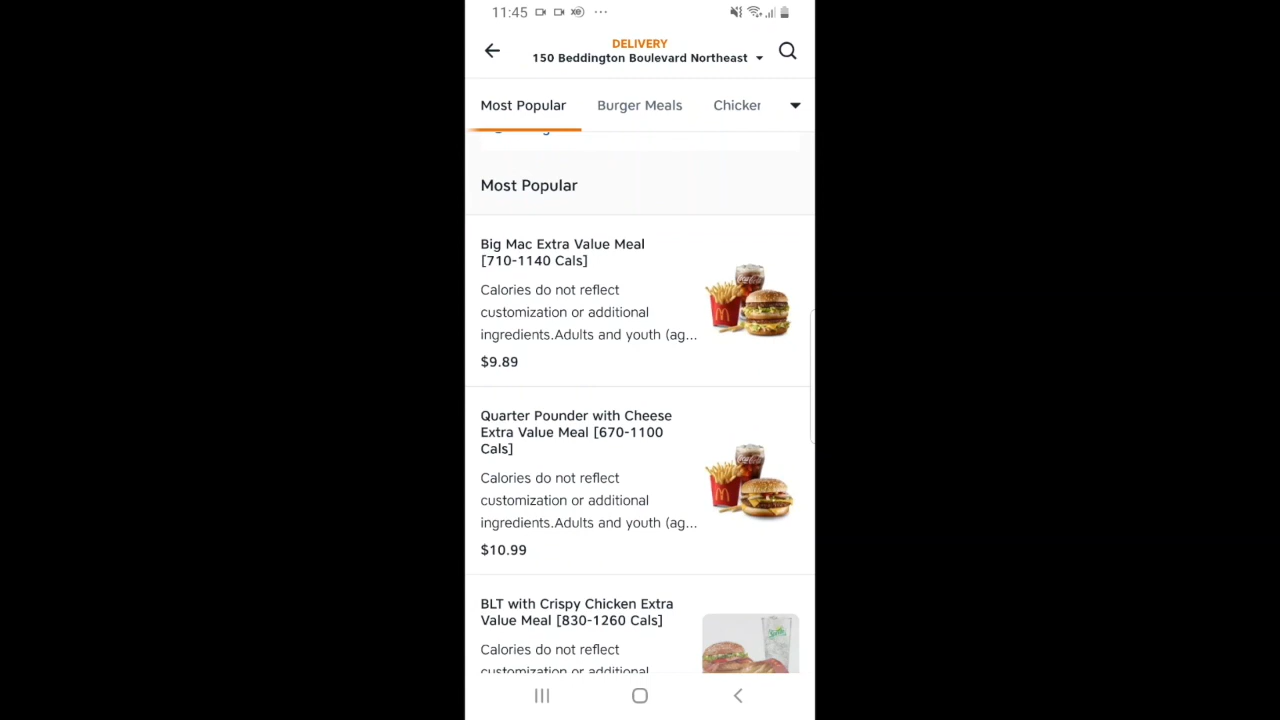 11:45
DELIVERY
150 Beddington Boulevard Northeast
Most Popular
Burger Meals
Chicken
Most Popular
Big Mac Extra Value Meal
[710-1140 Cals]
Calories do not reflect
customization or additional
ingredients.Adults and youth (ag...
$9.89
Quarter Pounder with Cheese
Extra Value Meal [670-1100
Cals]
Calories do not reflect
customization or additional
ingredients.Adults and youth (ag...
$10.99
BLT with Crispy Chicken Extra
Value Meal [830-1260 Cals]
Calories do not reflect
customization or additional